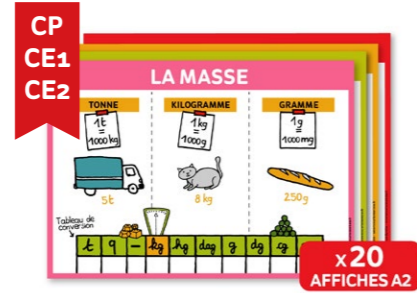 CP
CE1
CE2
LA MASSE
TONNE
KILOGRAMME
GRAMME
1t
=
1000 kg
1kg
=
1000g
1g
=
1000mg
5t
8 kg
250g
Tableau de
conversion
t q – kg hg dag g dg cg
x20
AFFICHES A2